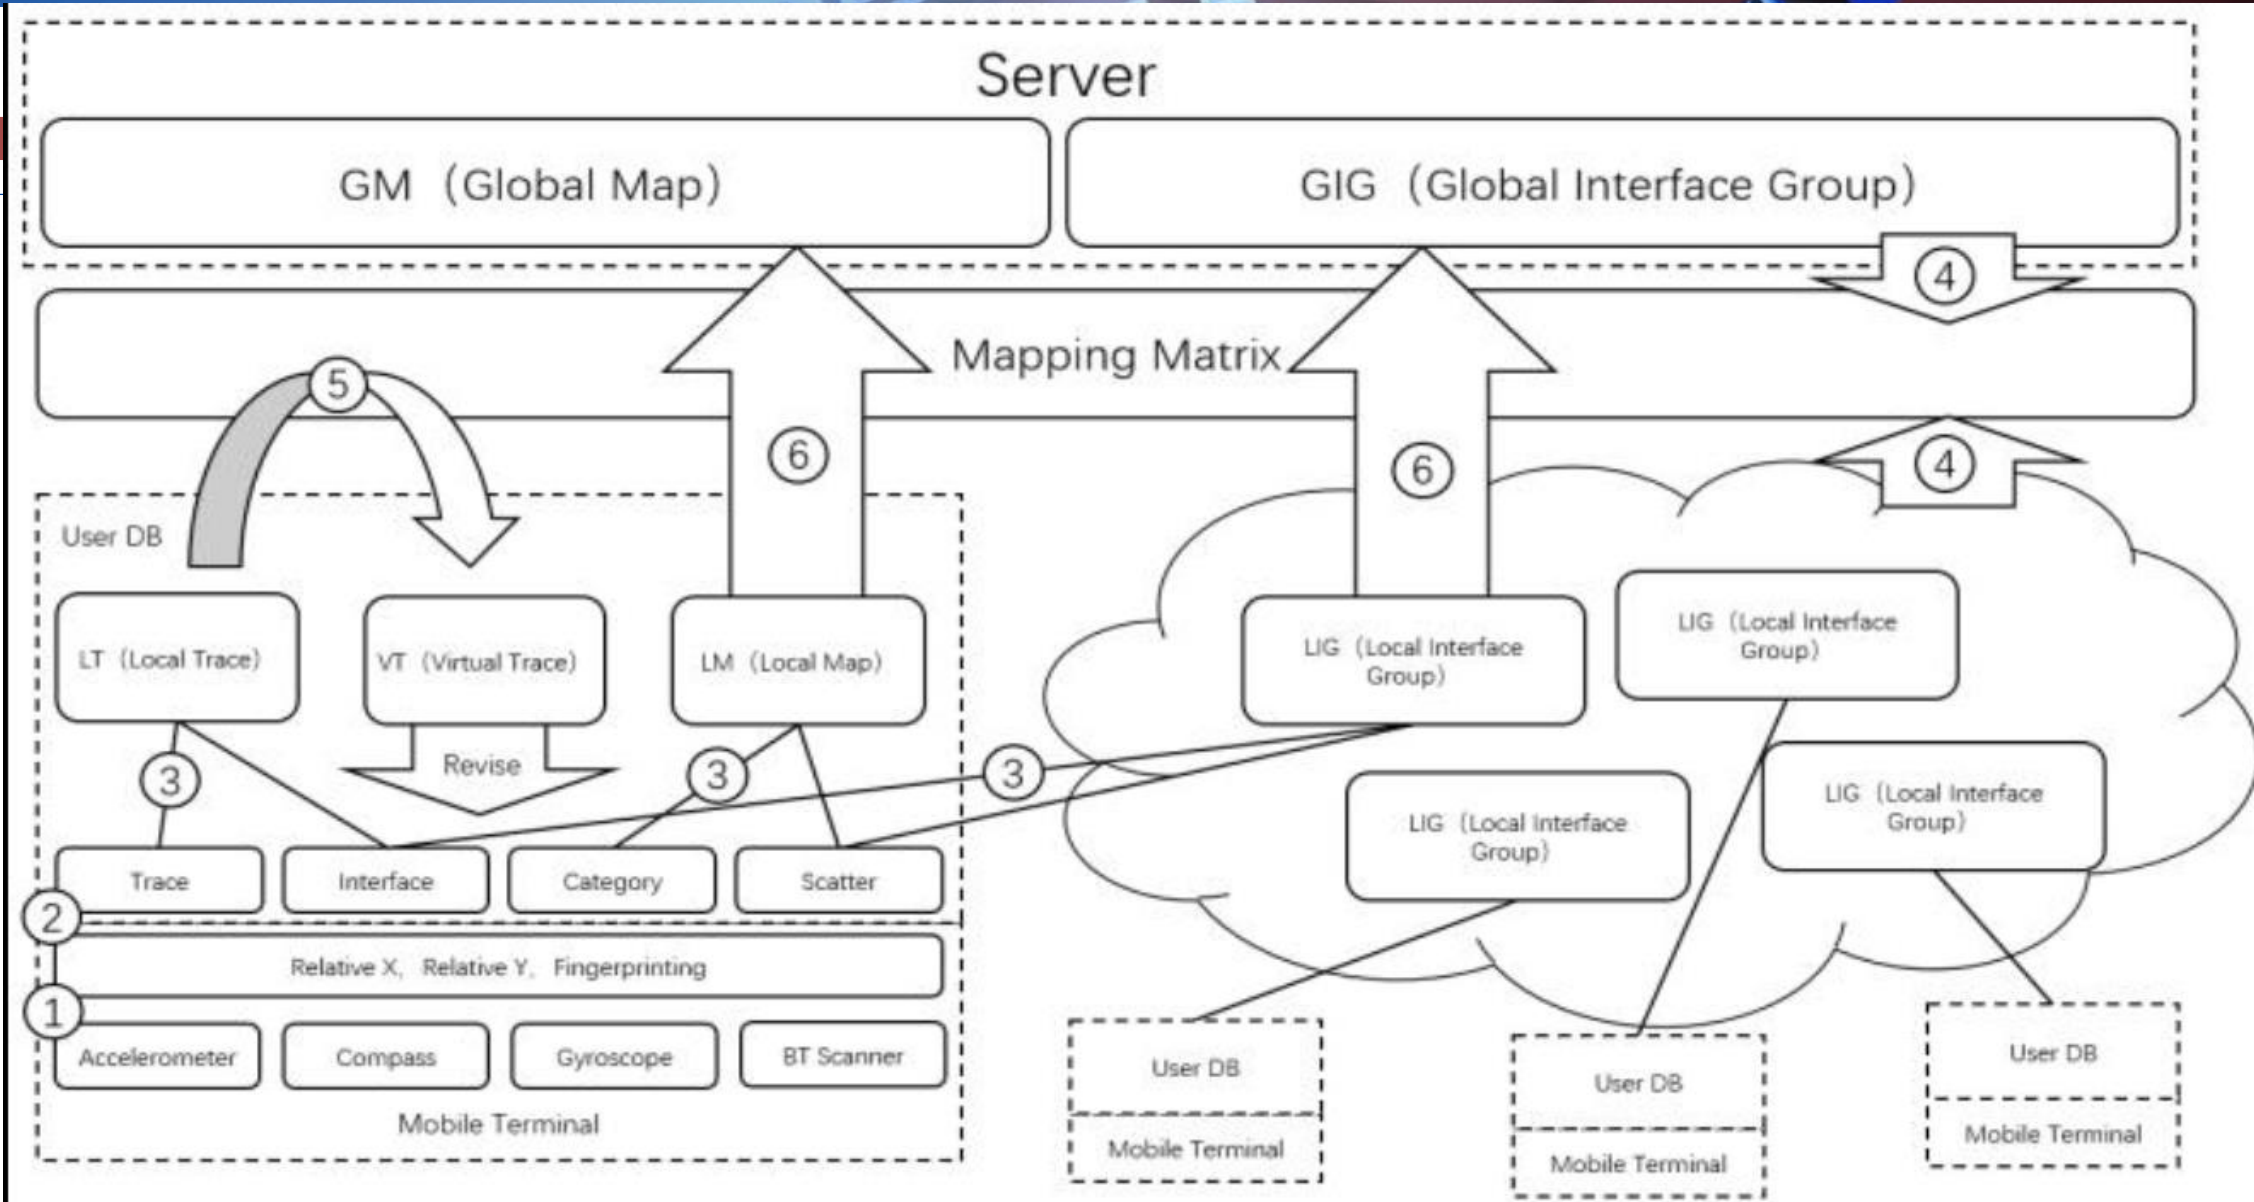 Server
GM（Global Map）
GIG（Global Interface Group）
④
Mapping Matrix
⑤
⑥
⑥
④
User DB
LT（Local Trace）
VT（Virtual Trace）
LM（Local Map）
LIG（Local Interface
Group）
LIG（Local Interface
Group）
③
Revise
③
③
LIG（Local Interface
Group）
LIG（Local Interface
Group）
Trace
Interface
Category
Scatter
②
Relative X, Relative Y, Fingerprinting
①
Accelerometer
Compass
Gyroscope
BT Scanner
Mobile Terminal
User DB
Mobile Terminal
User DB
Mobile Terminal
User DB
Mobile Terminal